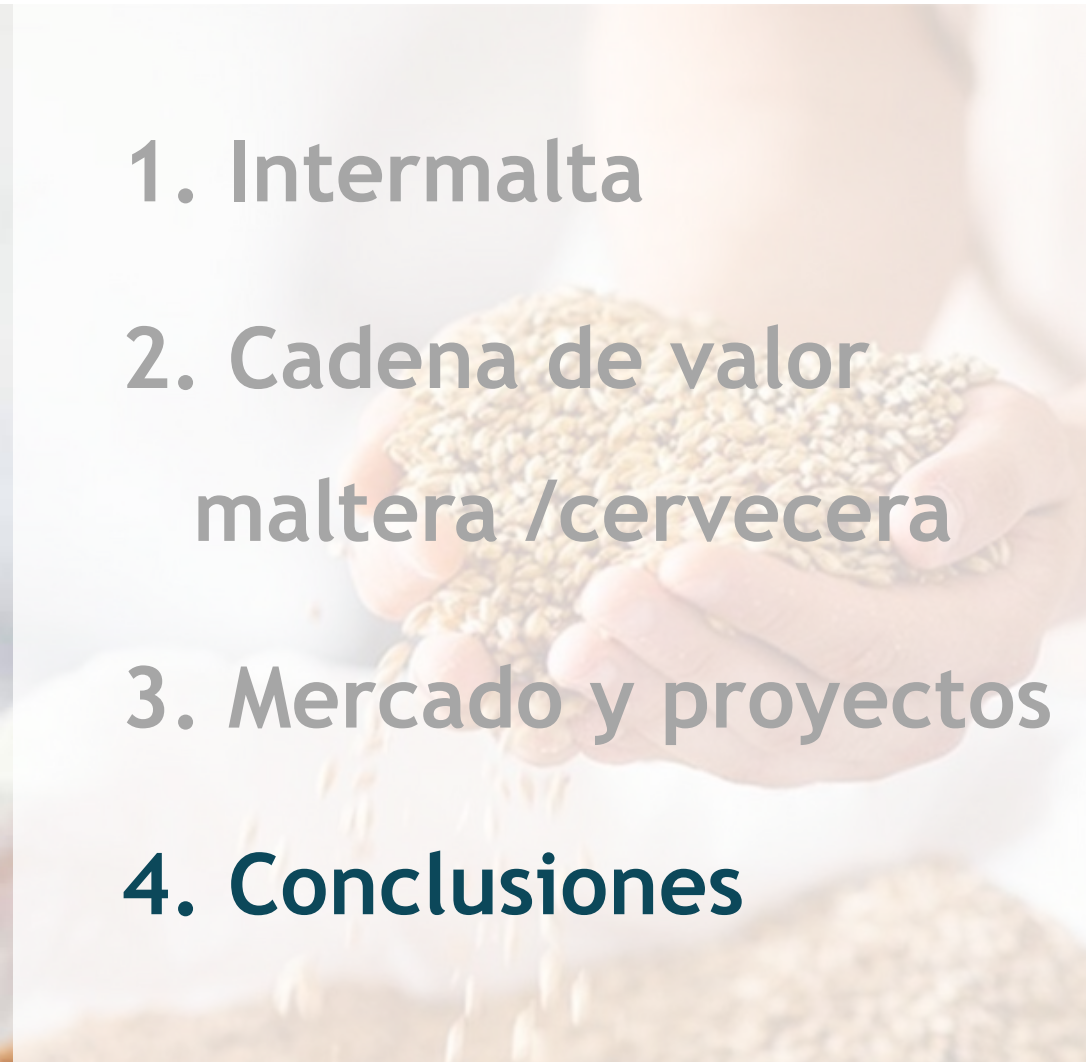 1. Intermalta
2. Cadena de valor
maltera /cervecera
3. Mercado y proyectos
4. Conclusiones